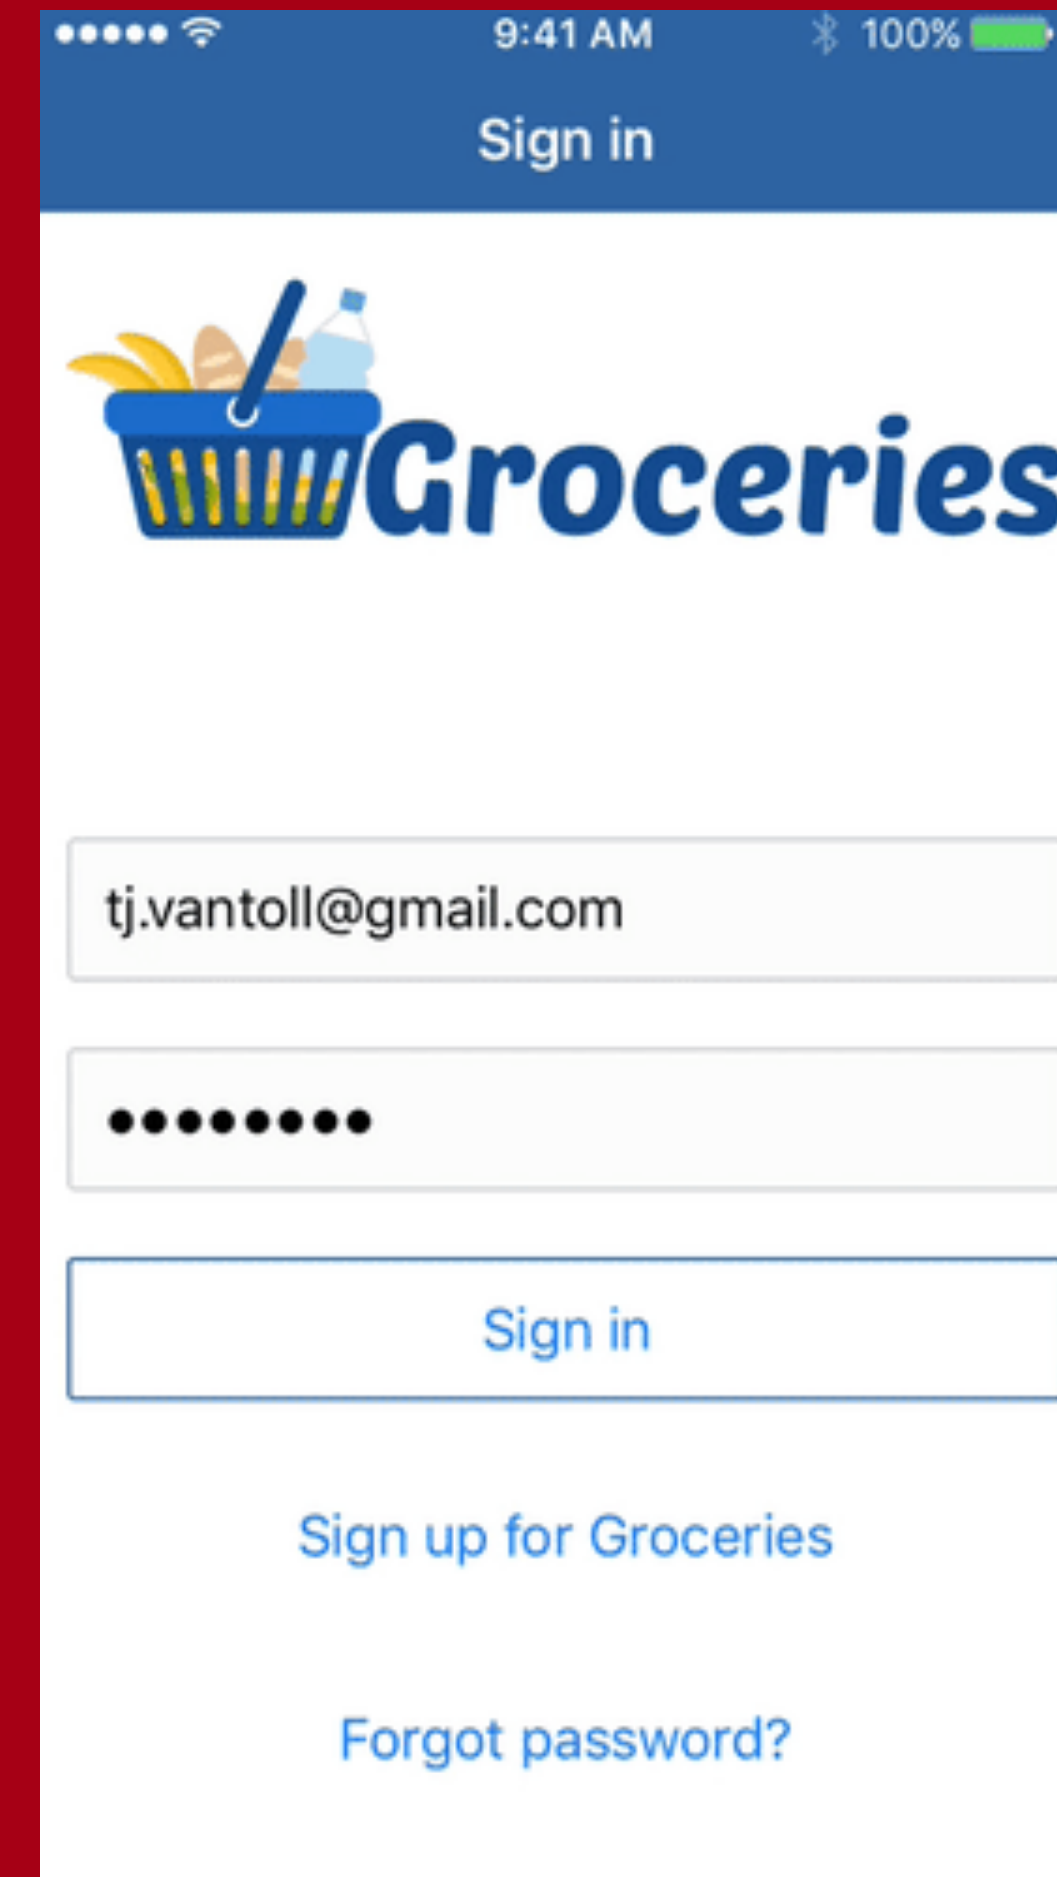 9:41 AM 100%
Sign in
Groceries
tj.vantoll@gmail.com
••••••••
Sign in
Sign up for Groceries
Forgot password?